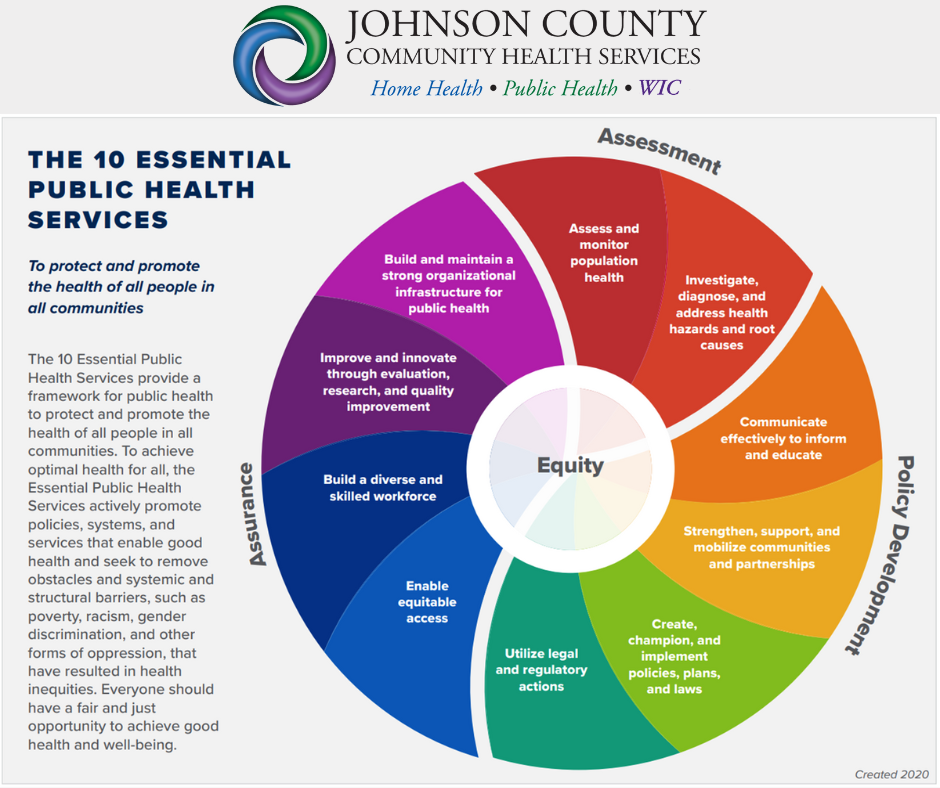 JOHNSON COUNTY
COMMUNITY HEALTH SERVICES
Home Health • Public Health • WIC
THE 10 ESSENTIAL
PUBLIC HEALTH
SERVICES
To protect and promote
the health of all people in
all communities
The 10 Essential Public
Health Services provide a
framework for public health
to protect and promote the
health of all people in all
communities. To achieve
optimal health for all, the
Essential Public Health
Services actively promote
policies, systems, and
services that enable good
health and seek to remove
obstacles and systemic and
structural barriers, such as
poverty, racism, gender
discrimination, and other
forms of oppression, that
have resulted in health
inequities. Everyone should
have a fair and just
opportunity to achieve good
health and well-being.
Assessment
Assess and
monitor
population
health
Investigate,
diagnose, and
address health
hazards and root
causes
Policy Development
Communicate
effectively to inform
and educate
Strengthen, support, and
mobilize communities
and partnerships
Create,
champion, and
implement
policies, plans,
and laws
Utilize legal
and regulatory
actions
Assurance
Enable
equitable
access
Build a diverse and
skilled workforce
Improve and innovate
through evaluation,
research, and quality
improvement
Build and maintain a
strong organizational
infrastructure for
public health
Equity
Created 2020